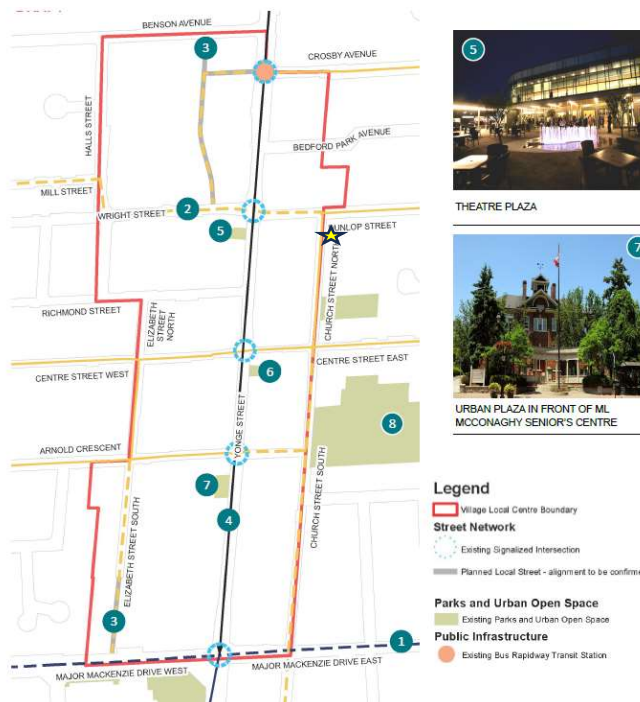 BENSON AVENUE
3
CROSBY AVENUE
HALLS STREET
BEDFORD PARK AVENUE
MILL STREET
2
WRIGHT STREET
5
DUNLOP STREET
CHURCH STREET NORTH
RICHMOND STREET
ELIZABETH
STREET
NORTH
CENTRE STREET WEST
CENTRE STREET EAST
6
YONGE STREET
8
ARNOLD CRESCENT
7
4
CHURCH STREET SOUTH
ELIZABETH STREET SOUTH
3
1
MAJOR MACKENZIE DRIVE WEST
MAJOR MACKENZIE DRIVE EAST
5
THEATRE PLAZA
7
URBAN PLAZA IN FRONT OF ML
MCCONAGHY SENIOR'S CENTRE
Legend
Village Local Centre Boundary
Street Network
Existing Signalized Intersection
Planned Local Street - alignment to be confirme
Parks and Urban Open Space
Existing Parks and Urban Open Space
Public Infrastructure
Existing Bus Rapidway Transit Station